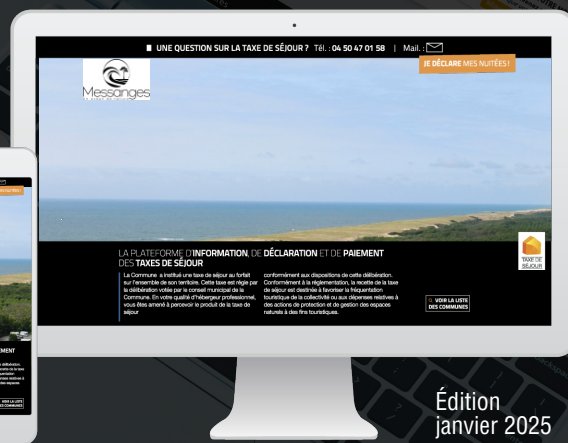 UNE QUESTION SUR LA TAXE DE SÉJOUR ? Tél. : 04 50 47 01 58 | Mail. :
JE DÉCLARE MES NUITÉES !
Messanges
LA PLATEFORME D'INFORMATION, DE DÉCLARATION ET DE PAIEMENT
DES TAXES DE SÉJOUR
La Commune a institué une taxe de séjour au forfait
sur l'ensemble de son territoire. Cette taxe est régie par
la délibération votée par le conseil municipal de la
Commune. En votre qualité d'hébergeur professionnel,
vous êtes amené à percevoir le produit de la taxe de
séjour
conformément aux dispositions de cette délibération.
Conformément à la réglementation, la recette de la taxe
de séjour est destinée à favoriser la fréquentation
touristique de la collectivité ou aux dépenses relatives à
des actions de protection et de gestion des espaces
naturels à des fins touristiques.
TAXE DE
SÉJOUR
VOIR LA LISTE
DES COMMUNES
Édition
janvier 2025